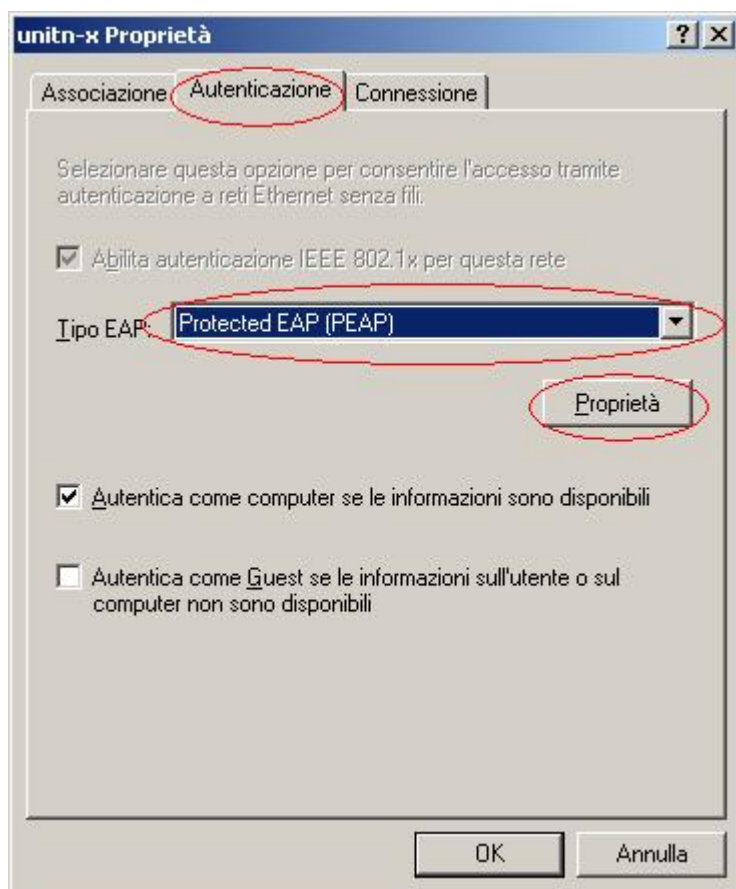 unitn-x Proprietà
Associazione Autenticazione Connessione
Selezionare questa opzione per consentire l'accesso tramite
autenticazione a reti Ethernet senza fili.
Abilita autenticazione IEEE 802.1x per questa rete
Tipo EAP: Protected EAP (PEAP)
Proprietà
Autentica come computer se le informazioni sono disponibili
Autentica come Guest se le informazioni sull'utente o sul
computer non sono disponibili
OK Annulla